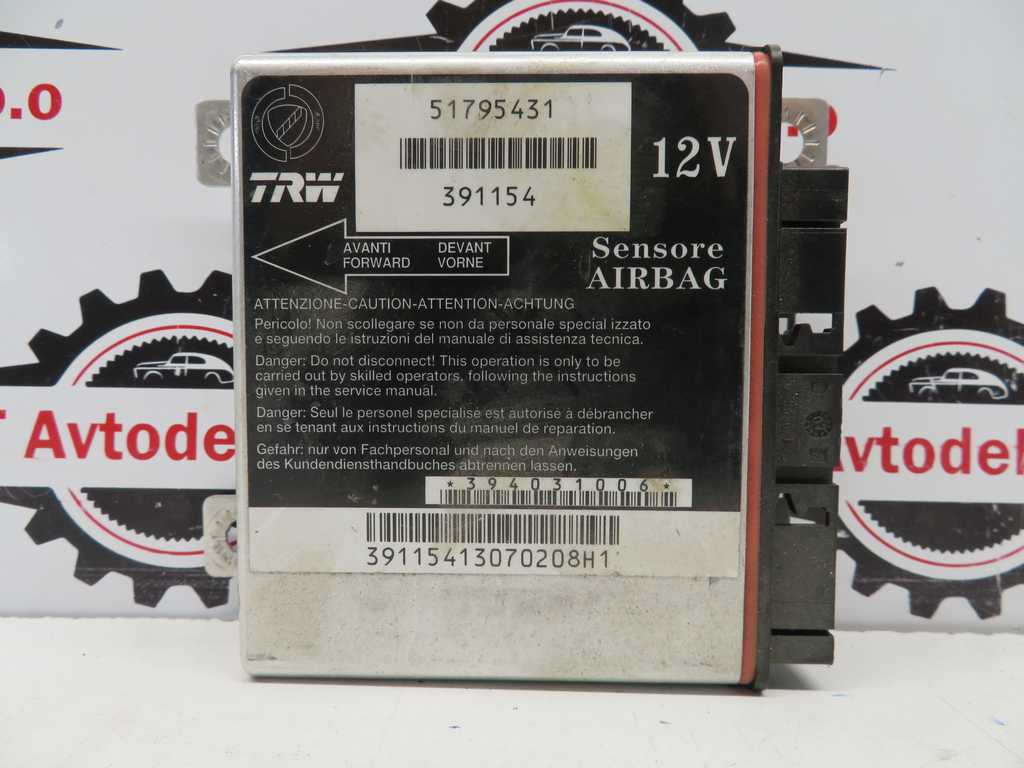 51795431
391154
12V
TRW
AVANTI DEVANT
FORWARD VORNE
Sensore
AIRBAG
ATTENZIONE-CAUTION-ATTENTION-ACHTUNG
Pericolo! Non scollegare se non da personale special izzato
e seguendo le istruzioni del manuale di assistenza tecnica.
Danger: Do not disconnect! This operation is only to be
carried out by skilled operators, following the instructions
given in the service manual.
Danger: Seul le personel specialisé est autorisé à débrancher
en se tenant aux instructions du manuel de reparation.
Gefahr: nur von Fachpersonal und nach den Anweisungen
des Kundendiensthandbuches abtrennen lassen.
*394031006*
39115413070208H1
.o
T Avtodel
Avtodel